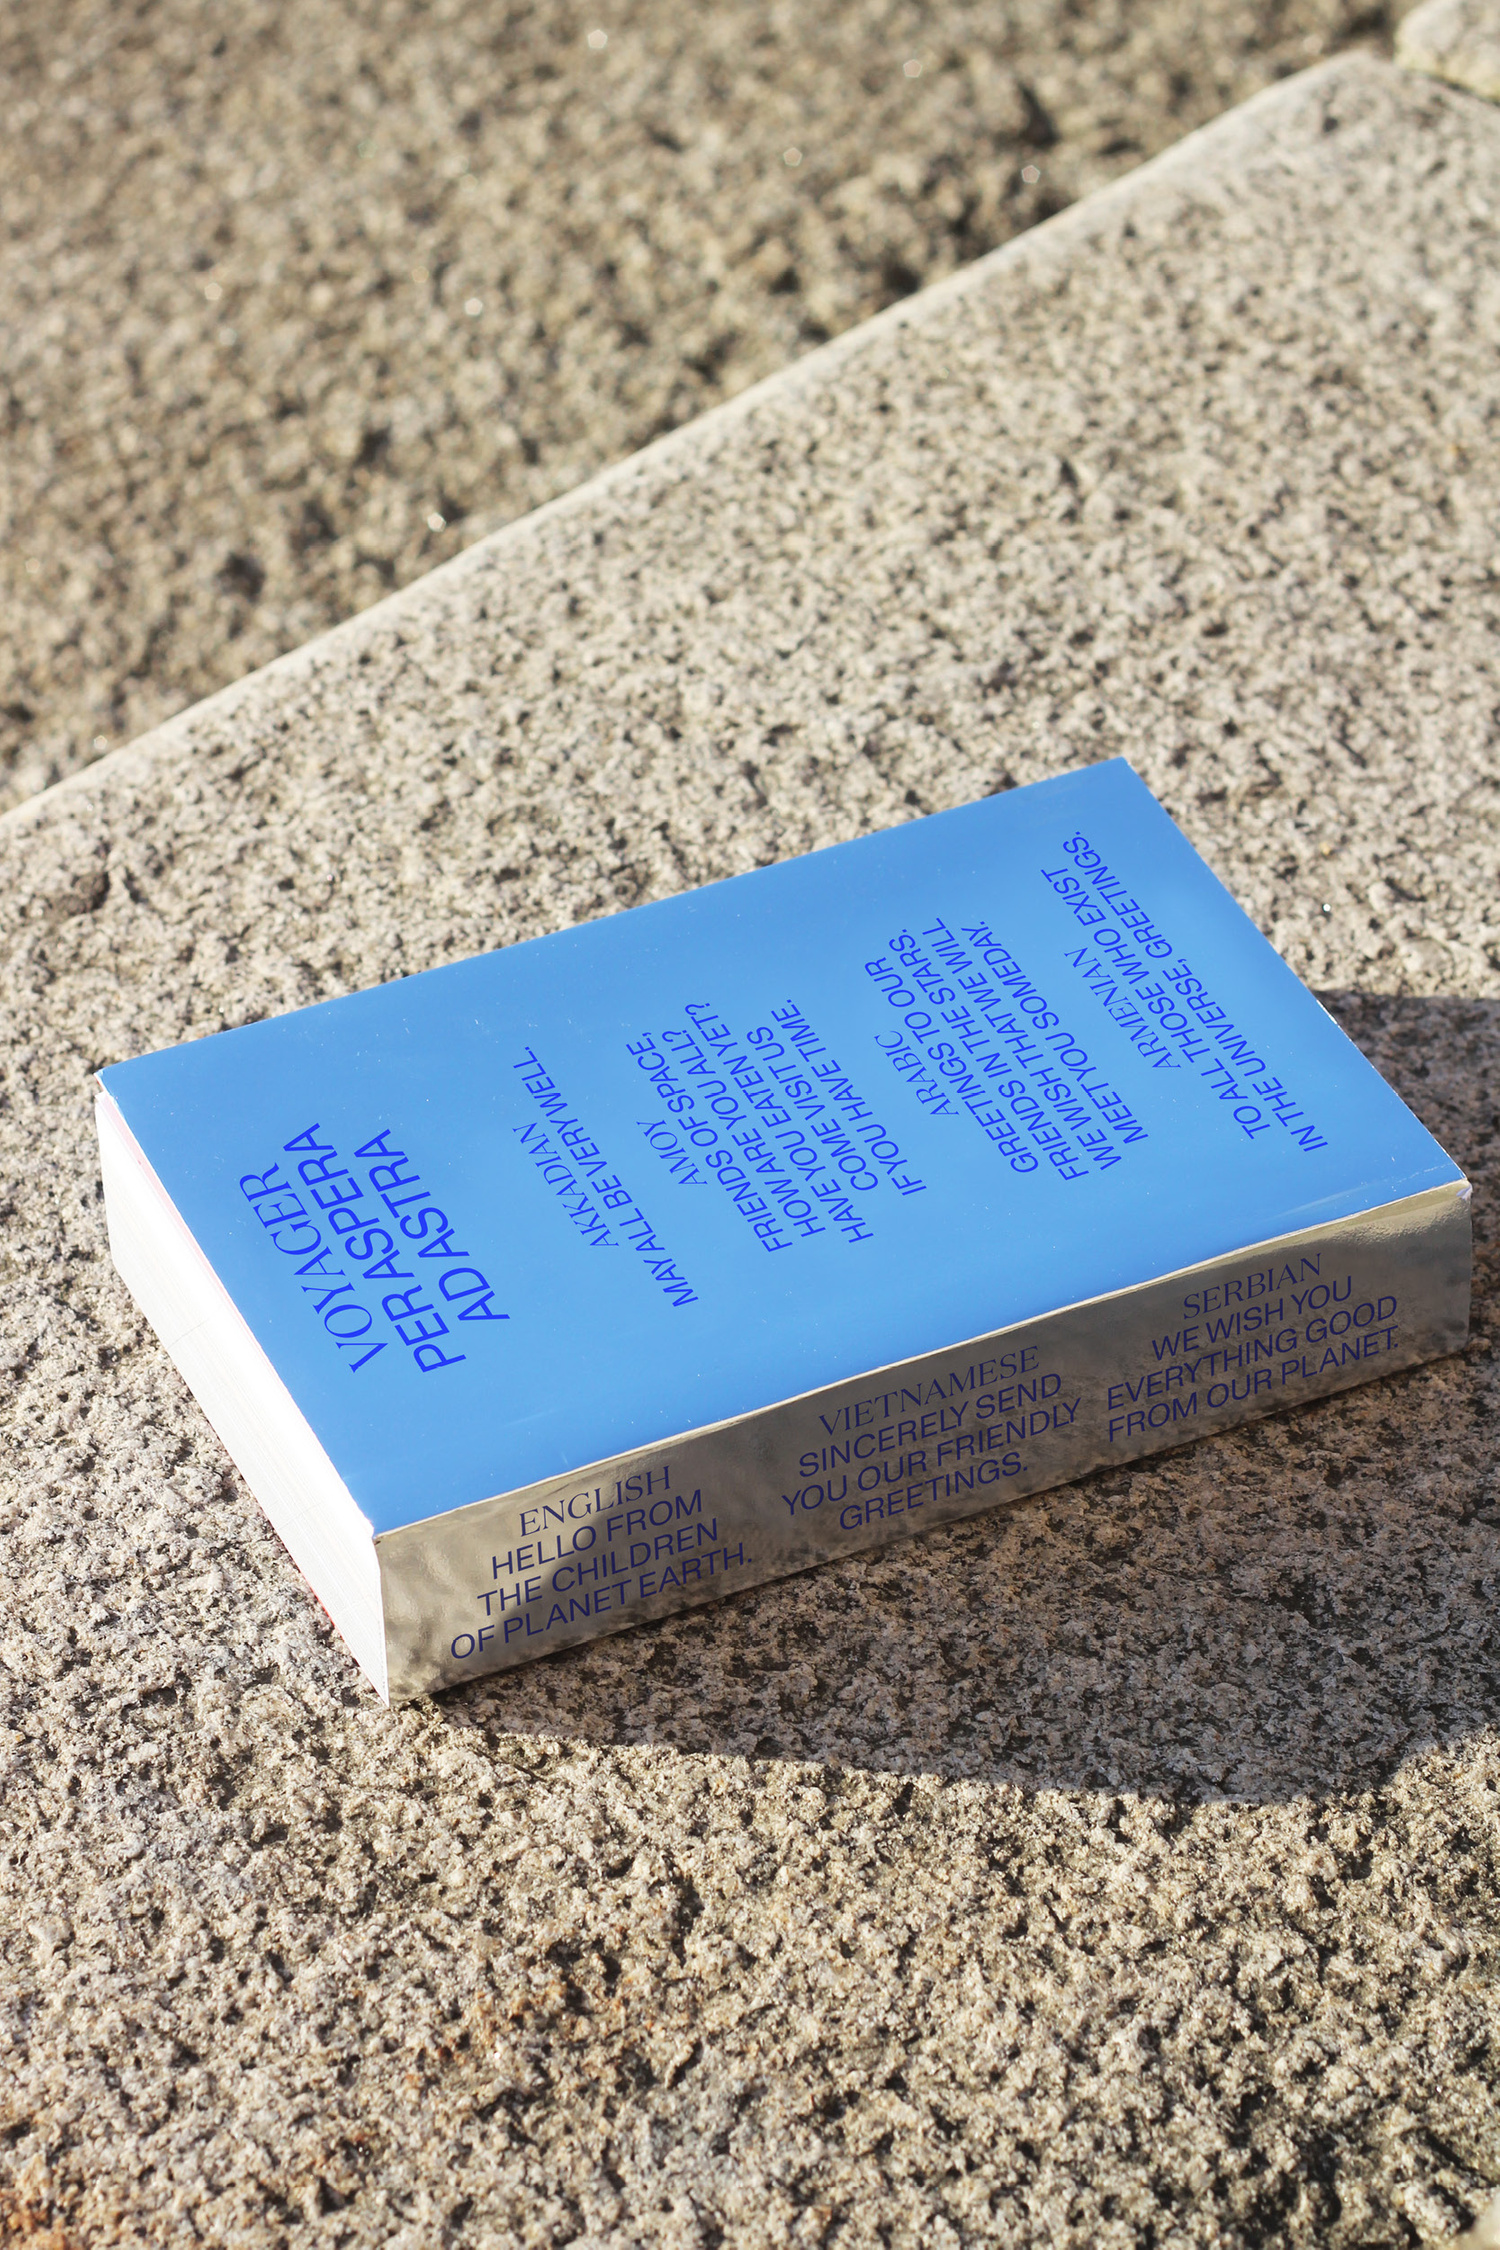 VOYAGER
PER ASPERA
AD ASTRA
AKKADIAN
MAY ALL BE VERY WELL.
AMOY
FRIENDS OF SPACE,
HOW ARE YOU ALL?
HAVE YOU EATEN YET?
COME VISIT US
IF YOU HAVE TIME.
ARABIC
GREETINGS TO OUR
FRIENDS IN THE STARS.
WE WISH THAT WE WILL
MEET YOU SOMEDAY.
ARMENIAN
TO ALL THOSE WHO EXIST
IN THE UNIVERSE, GREETINGS.
ENGLISH
HELLO FROM
THE CHILDREN
OF PLANET EARTH.
VIETNAMESE
SINCERELY SEND
YOU OUR FRIENDLY
GREETINGS.
SERBIAN
WE WISH YOU
EVERYTHING GOOD
FROM OUR PLANET.